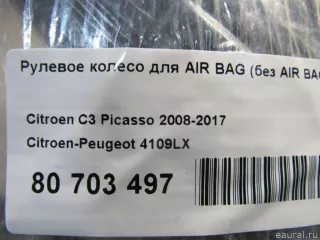 Рулевое колесо для AIR BAG (без AIR BAG
Citroen C3 Picasso 2008-2017
Citroen-Peugeot 4109LX
80 703 497
eaural.ru